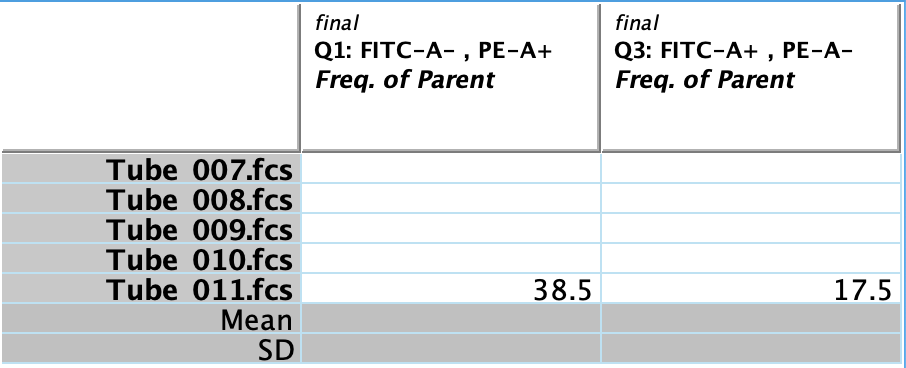 final final
Q1: FITC-A- , PE-A+ Q3: FITC-A+ , PE-A-
Freq. of Parent Freq. of Parent
Tube 007.fcs
Tube 008.fcs
Tube 009.fcs
Tube 010.fcs
Tube 011.fcs 38.5 17.5
Mean
SD